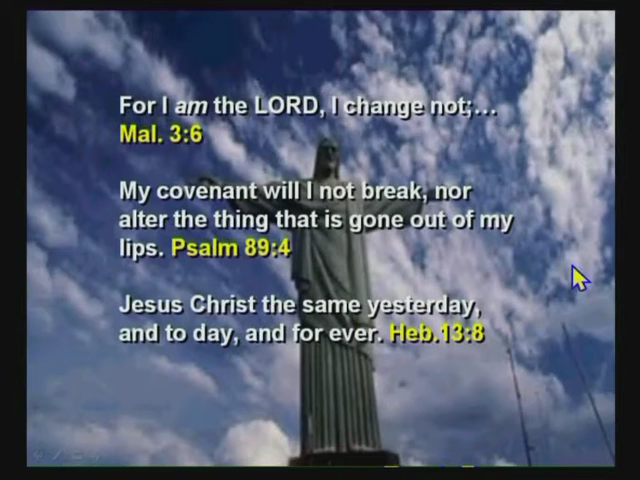 For I am the LORD, I change not;…
Mal. 3:6
My covenant will I not break, nor
alter the thing that is gone out of my
lips. Psalm 89:4
Jesus Christ the same yesterday,
and to day, and for ever. Heb.13:8